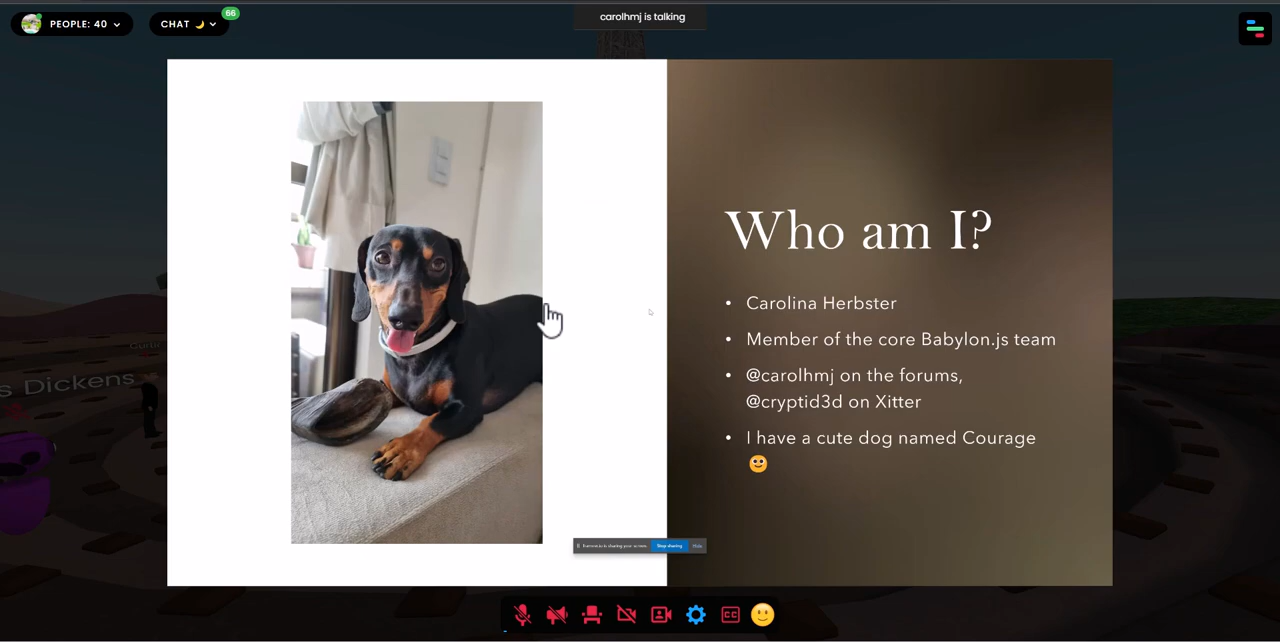 PEOPLE: 40
CHAT
66
carolhmj is talking
Who am I?
• Carolina Herbster
• Member of the core Babylon.js team
• @carolhmj on the forums,
@cryptid3d on Xitter
• I have a cute dog named Courage
s Dickens
Stop sharing
Hide
CC